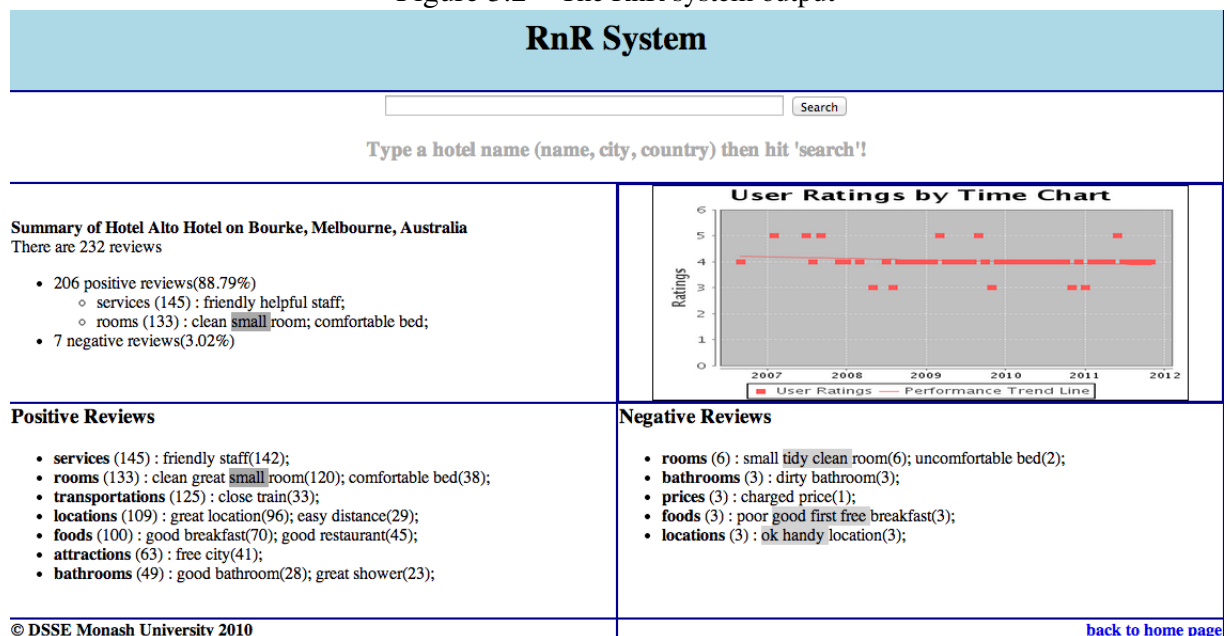 Figure 3.2 The RnR system output
RnR System
Search
Type a hotel name (name, city, country) then hit 'search'!
Summary of Hotel Alto Hotel on Bourke, Melbourne, Australia
There are 232 reviews
• 206 positive reviews(88.79%)
◦ services (145) : friendly helpful staff;
◦ rooms (133) : clean small room; comfortable bed;
• 7 negative reviews(3.02%)
User Ratings by Time Chart
Ratings
6
5
4
3
2
1
0
2007 2008 2009 2010 2011 2012
User Ratings — Performance Trend Line
Positive Reviews
• services (145) : friendly staff(142);
• rooms (133) : clean great small room(120); comfortable bed(38);
• transportations (125) : close train(33);
• locations (109) : great location(96); easy distance(29);
• foods (100) : good breakfast(70); good restaurant(45);
• attractions (63) : free city(41);
• bathrooms (49) : good bathroom(28); great shower(23);
Negative Reviews
• rooms (6) : small tidy clean room(6); uncomfortable bed(2);
• bathrooms (3) : dirty bathroom(3);
• prices (3) : charged price(1);
• foods (3) : poor good first free breakfast(3);
• locations (3) : ok handy location(3);
© DSSE Monash University 2010
back to home page